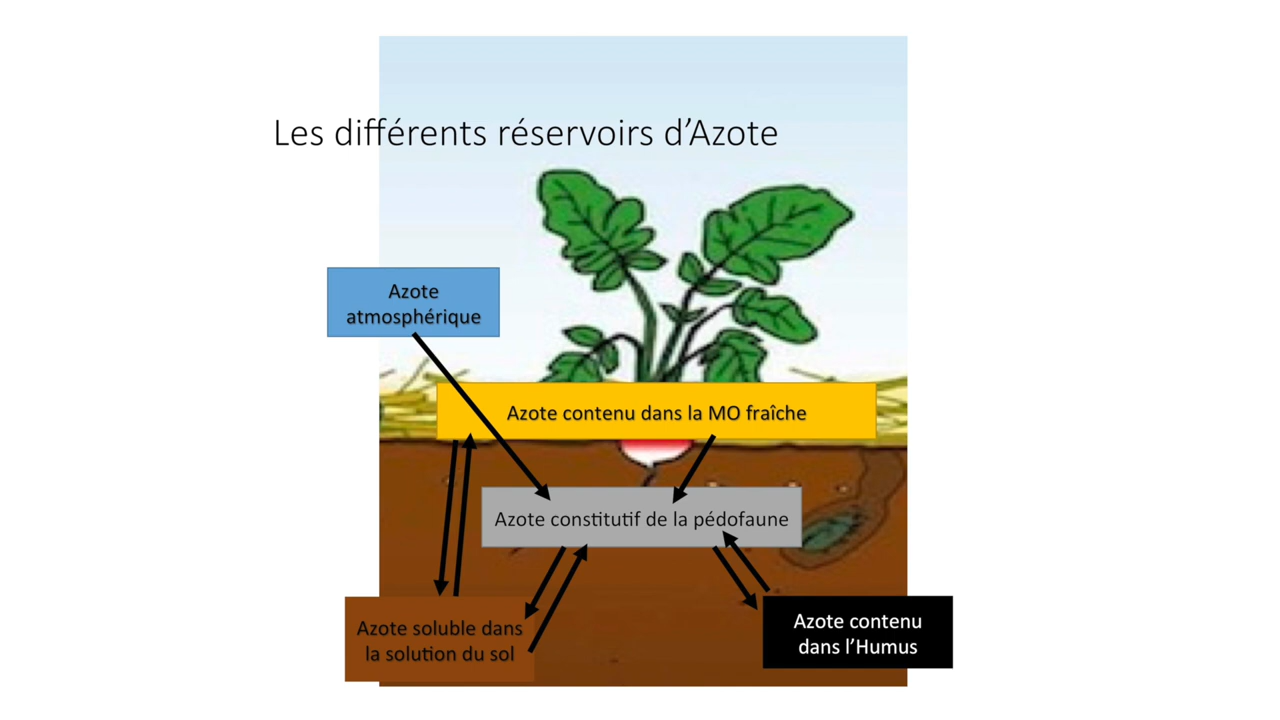 Les différents réservoirs d’Azote
Azote
atmosphérique
Azote contenu dans la MO fraîche
Azote constitutif de la pédofaune
Azote soluble dans
la solution du sol
Azote contenu
dans l’Humus